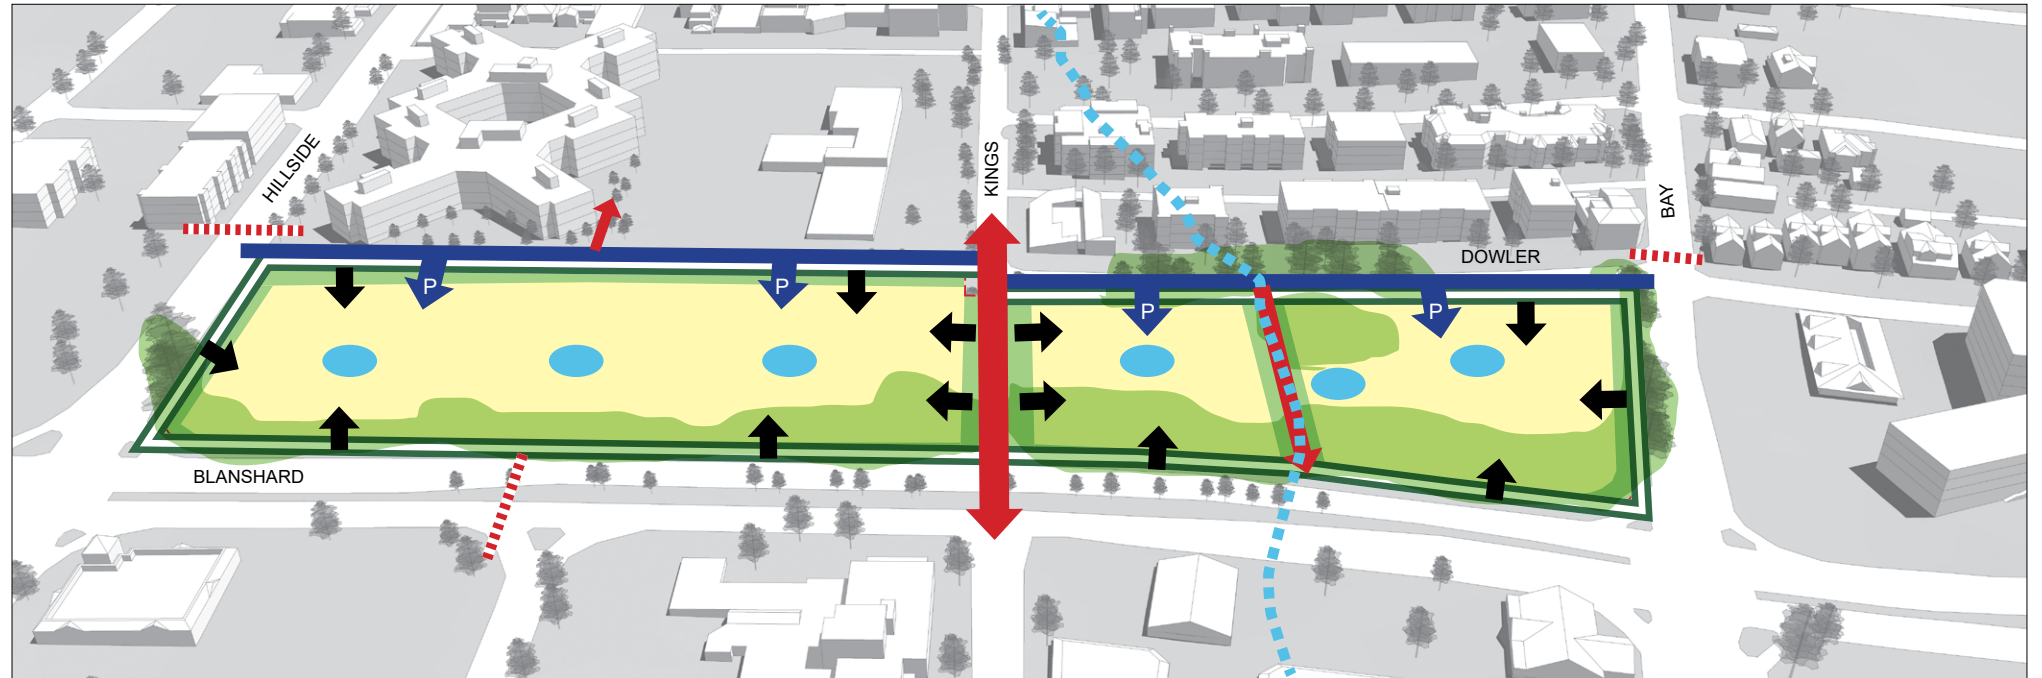 HILLSIDE
KINGS
BAY
DOWLER
P
P
P
P
BLANSHARD